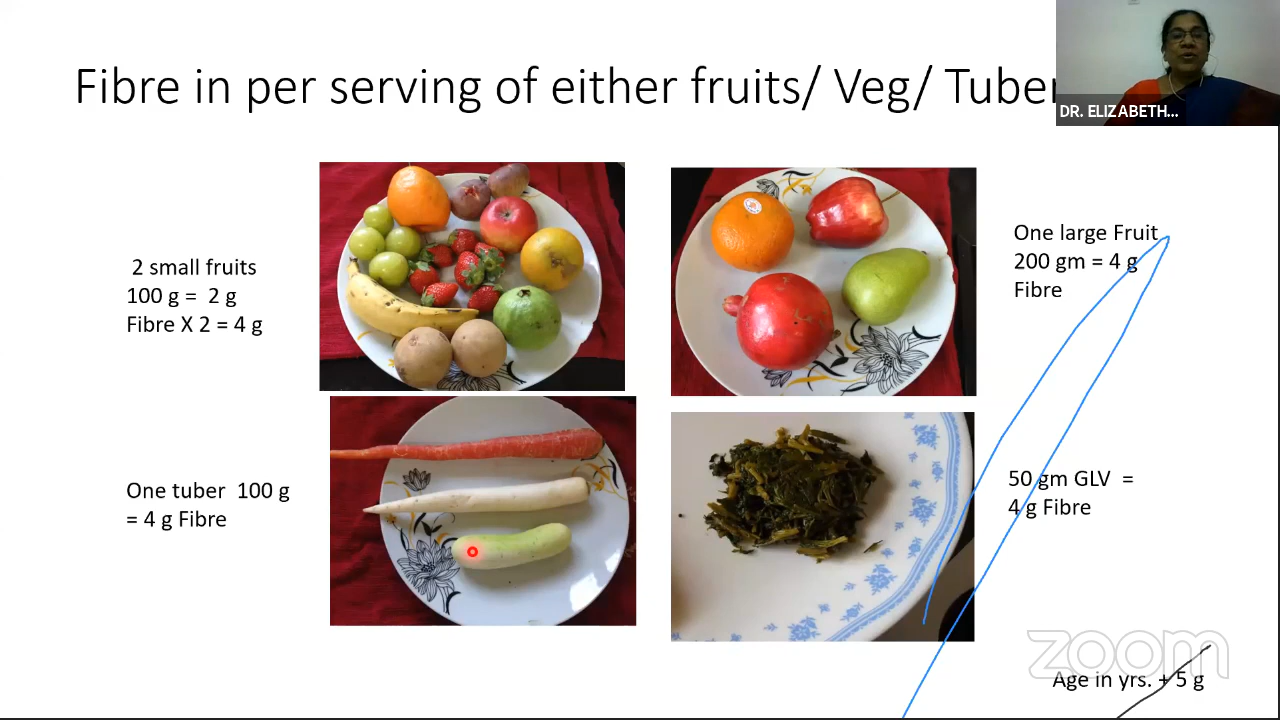 Fibre in per serving of either fruits/ Veg/ Tuber
DR. ELIZABETH...
2 small fruits
100 g = 2 g
Fibre X 2 = 4 g
One large Fruit
200 gm = 4 g
Fibre
One tuber 100 g
= 4 g Fibre
50 gm GLV =
4 g Fibre
zoom
Age in yrs. + 5 g